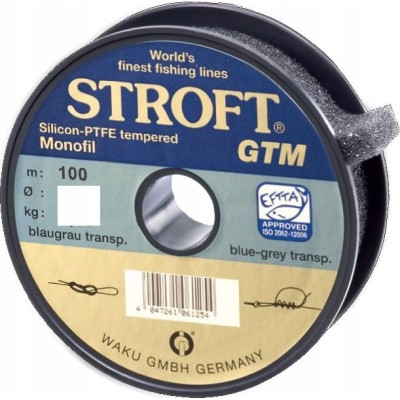 World's
finest fishing lines
STROFT®
GTM
Silicon-PTFE tempered
Monofil
m: 100
Ø :
kg:
EFTTA
APPROVED
ISO 2062-12006
blaugrau transp.
blue-grey transp.
4 047261 061254
WAKU GMBH GERMANY